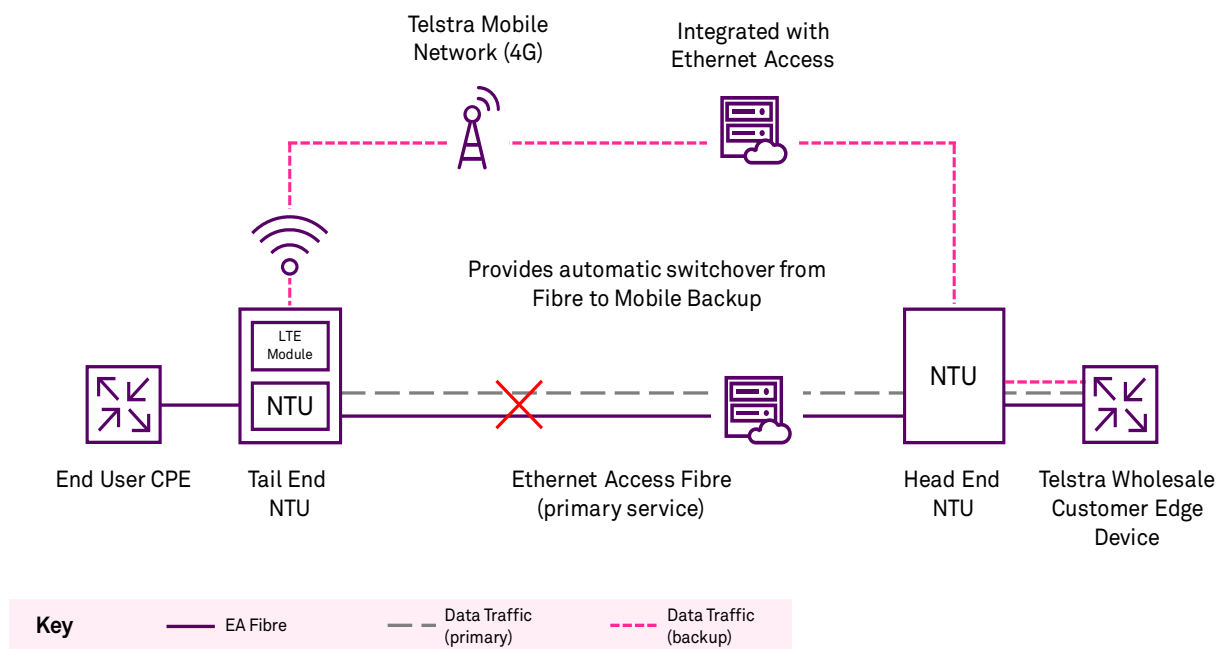 Telstra Mobile
Network (4G)
Integrated with
Ethernet Access
Provides automatic switchover from
Fibre to Mobile Backup
LTE
Module
NTU
NTU
End User CPE
Tail End
NTU
Ethernet Access Fibre
(primary service)
Head End
NTU
Telstra Wholesale
Customer Edge
Device
Key
EA Fibre
Data Traffic
(primary)
Data Traffic
(backup)